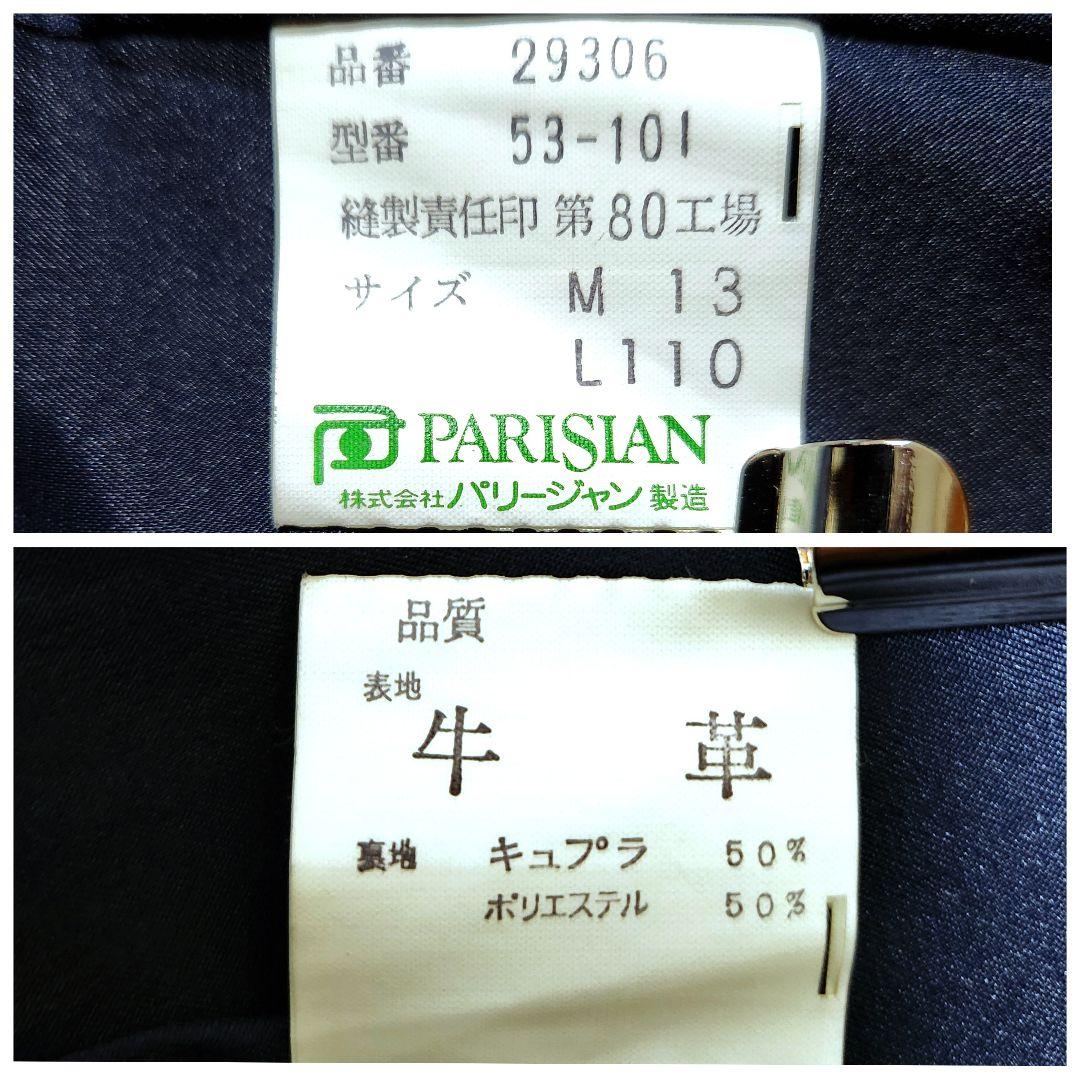 品番 29306
型番 53-101
縫製責任印 第80工場
サイズ M 13
L110
PARISIAN
株式会社パリージャン製造
品質
表地
牛 革
裏地 キュプラ 50%
ポリエステル 50%